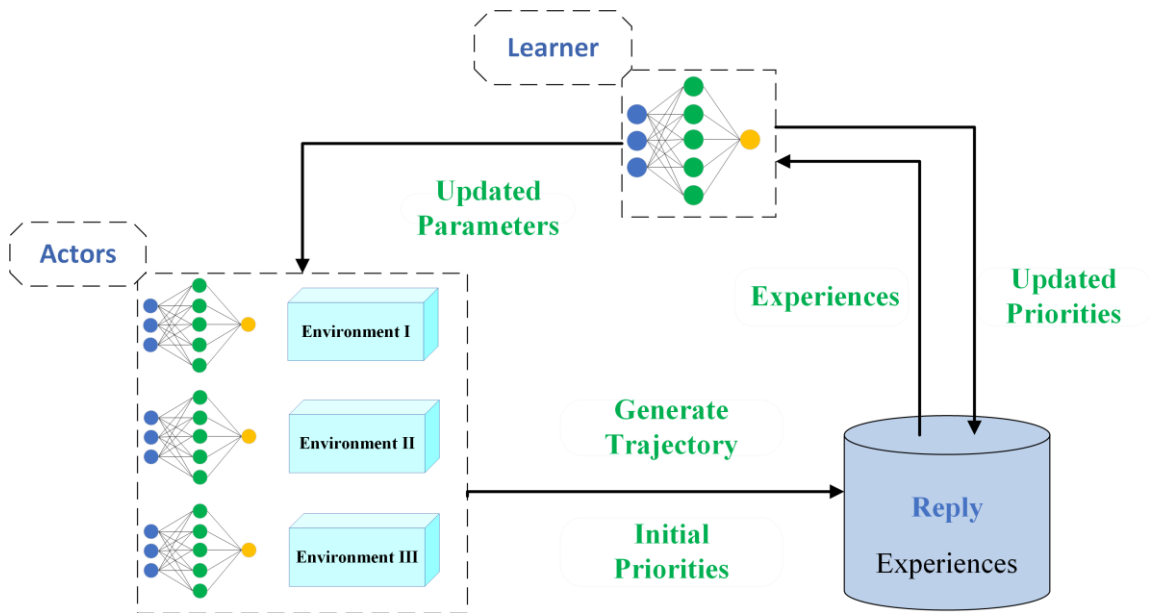 Learner
Updated
Parameters
Actors
Experiences
Updated
Priorities
Environment I
Environment II
Environment III
Generate
Trajectory
Initial
Priorities
Reply
Experiences